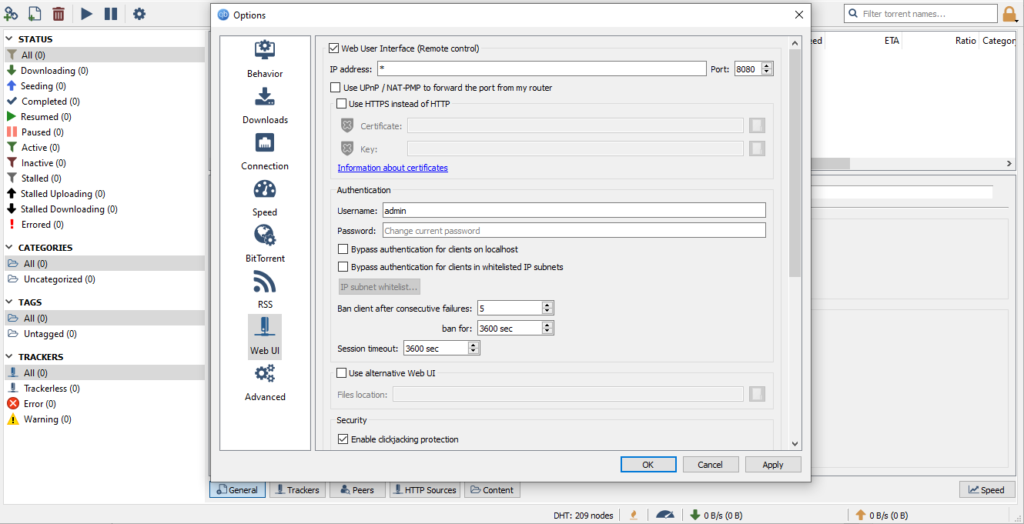 Options
Filter torrent names...
STATUS
All (0)
Downloading (0)
Seeding (0)
Completed (0)
Resumed (0)
Paused (0)
Active (0)
Inactive (0)
Stalled (0)
Stalled Uploading (0)
Stalled Downloading (0)
Errored (0)
CATEGORIES
All (0)
Uncategorized (0)
TAGS
All (0)
Untagged (0)
TRACKERS
All (0)
Trackerless (0)
Error (0)
Warning (0)
Behavior
Downloads
Connection
Speed
BitTorrent
RSS
Web UI
Advanced
Web User Interface (Remote control)
IP address: * Port: 8080
Use UPnP / NAT-PMP to forward the port from my router
Use HTTPS instead of HTTP
Certificate:
Key:
Information about certificates
Authentication
Username: admin
Password: Change current password
Bypass authentication for clients on localhost
Bypass authentication for clients in whitelisted IP subnets
IP subnet whitelist...
Ban client after consecutive failures: 5
ban for: 3600 sec
Session timeout: 3600 sec
Use alternative Web UI
Files location:
Security
Enable clickjacking protection
OK Cancel Apply
ETA Ratio Categor
General Trackers Peers HTTP Sources Content Speed
DHT: 209 nodes 0 B/s (0 B) 0 B/s (0 B)